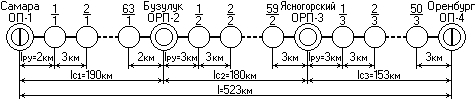 Самара
ОП-1
1/1
2/1
63/1
Бузулук
ОРП-2
1/2
2/2
59/2
Ясногорский
ОРП-3
1/3
2/3
50/3
Оренбург
ОП-4
lру=2км
3км
2км
lру=3км
3км
3км
lру=3км
3км
3км
lс1=190км
lс2=180км
lс3=153км
l=523км